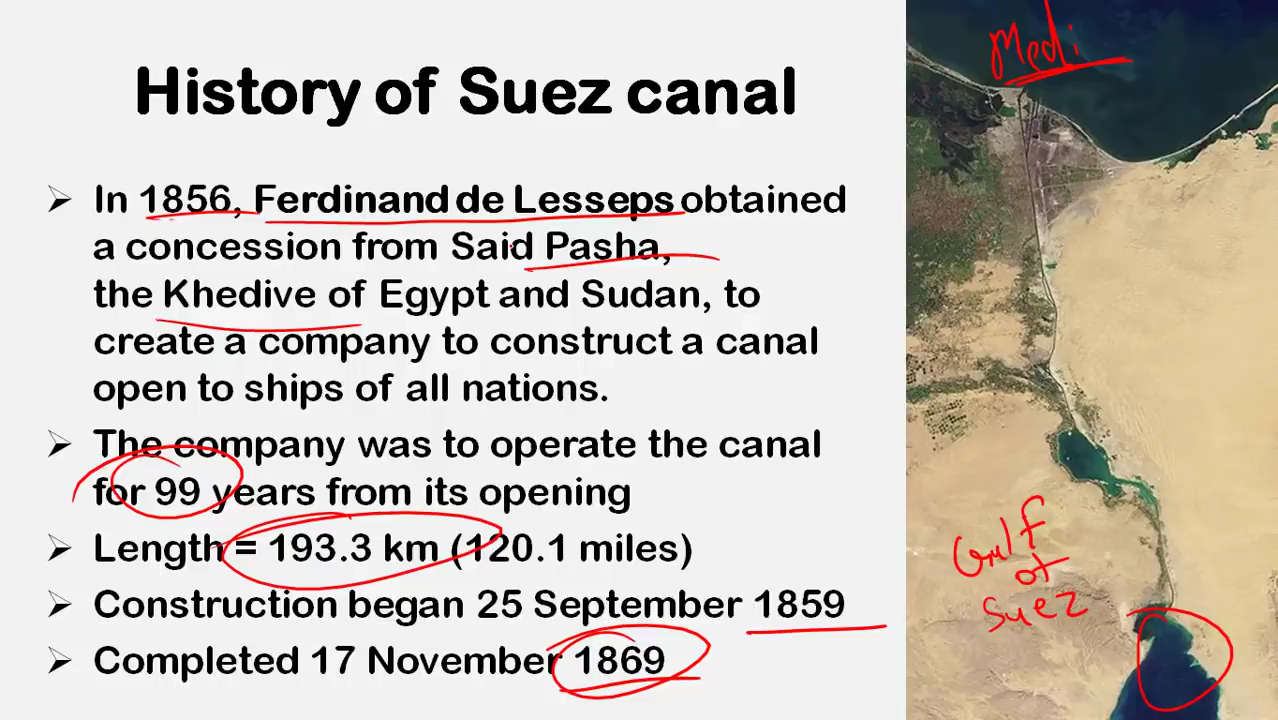 History of Suez canal
In 1856, Ferdinand de Lesseps obtained
a concession from Said Pasha,
the Khedive of Egypt and Sudan, to
create a company to construct a canal
open to ships of all nations.
The company was to operate the canal
for 99 years from its opening
Length = 193.3 km (120.1 miles)
Construction began 25 September 1859
Completed 17 November 1869
Medi
Gulf
of
Suez